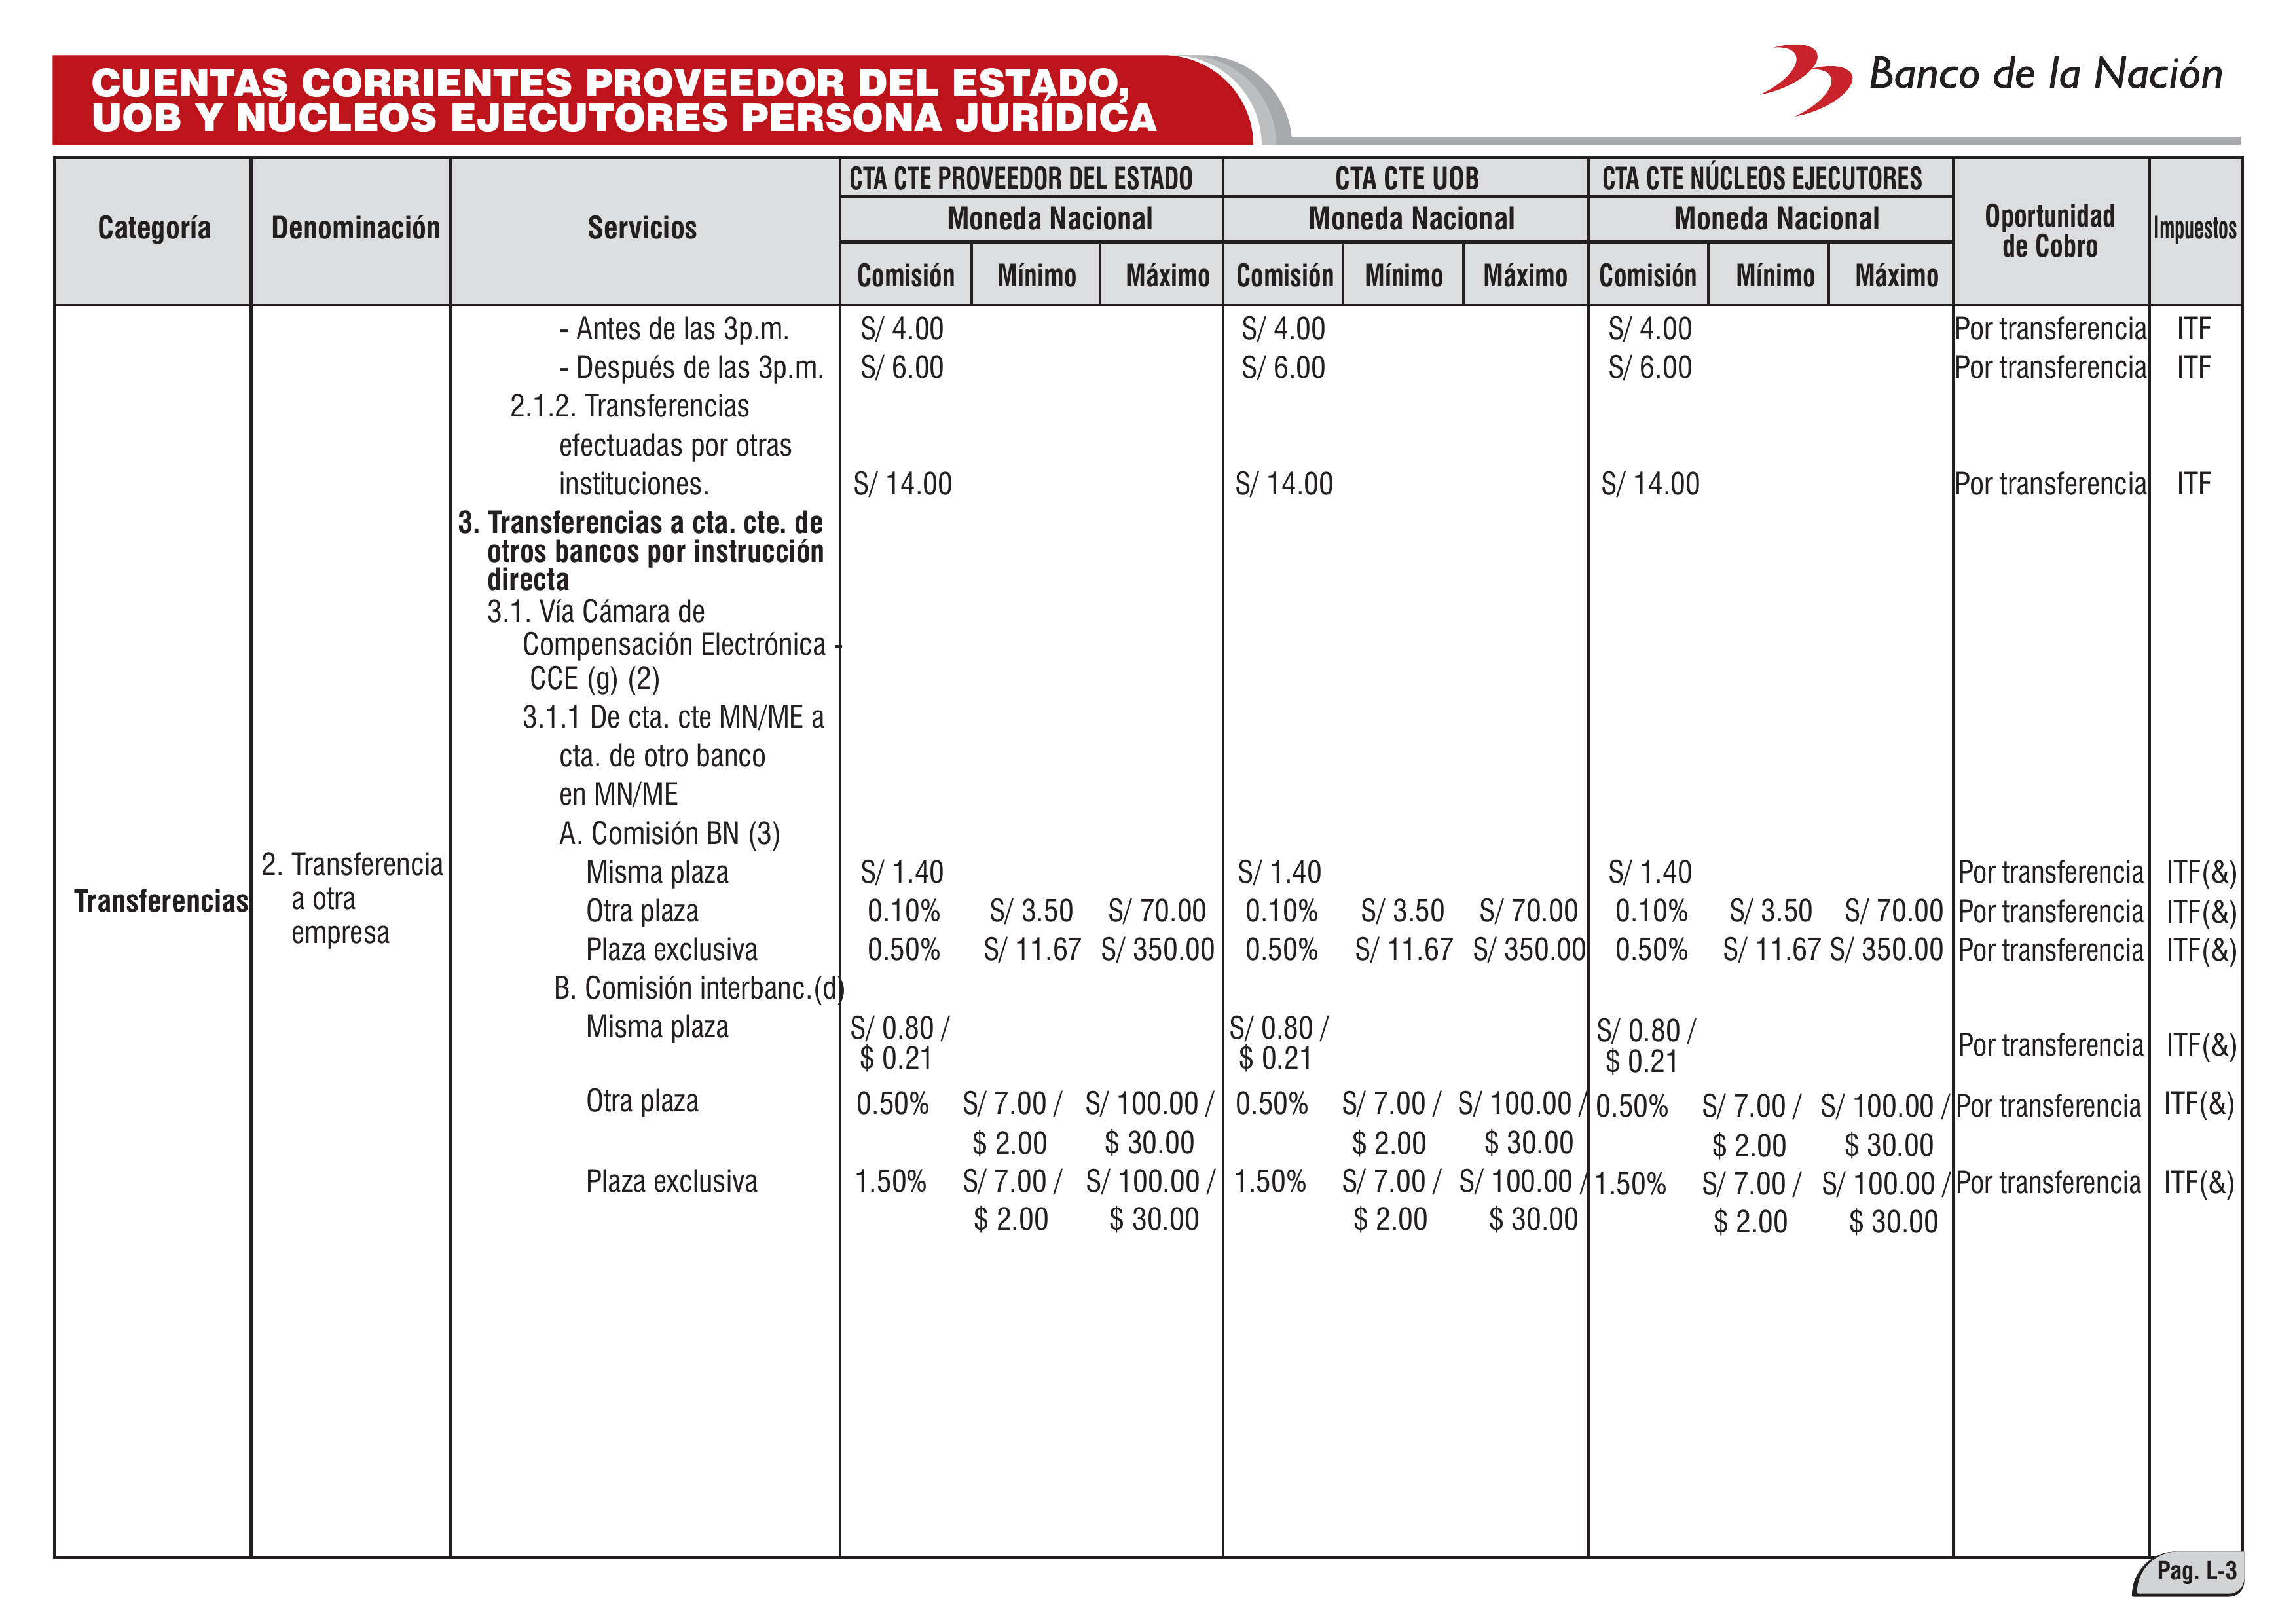 CUENTAS CORRIENTES PROVEEDOR DEL ESTADO,
UOB Y NÚCLEOS EJECUTORES PERSONA JURÍDICA
Banco de la Nación
Categoría Denominación Servicios CTA CTE PROVEEDOR DEL ESTADO CTA CTE UOB CTA CTE NÚCLEOS EJECUTORES Oportunidad de Cobro Impuestos
Moneda Nacional Moneda Nacional Moneda Nacional
Comisión Mínimo Máximo Comisión Mínimo Máximo Comisión Mínimo Máximo
- Antes de las 3p.m. S/ 4.00 S/ 4.00 S/ 4.00 Por transferencia ITF
- Después de las 3p.m. S/ 6.00 S/ 6.00 S/ 6.00 Por transferencia ITF
2.1.2. Transferencias
efectuadas por otras
instituciones. S/ 14.00 S/ 14.00 S/ 14.00 Por transferencia ITF
3. Transferencias a cta. cte. de
otros bancos por instrucción
directa
3.1. Vía Cámara de
Compensación Electrónica -
CCE (g) (2)
3.1.1 De cta. cte MN/ME a
cta. de otro banco
en MN/ME
A. Comisión BN (3)
Transferencias
2. Transferencia
a otra
empresa
Misma plaza S/ 1.40 S/ 1.40 S/ 1.40 Por transferencia ITF(&)
Otra plaza 0.10% S/ 3.50 S/ 70.00 0.10% S/ 3.50 S/ 70.00 0.10% S/ 3.50 S/ 70.00 Por transferencia ITF(&)
Plaza exclusiva 0.50% S/ 11.67 S/ 350.00 0.50% S/ 11.67 S/ 350.00 0.50% S/ 11.67 S/ 350.00 Por transferencia ITF(&)
B. Comisión interbanc.(d)
Misma plaza S/ 0.80 / S/ 0.80 / S/ 0.80 / Por transferencia ITF(&)
$ 0.21 $ 0.21 $ 0.21
Otra plaza 0.50% S/ 7.00 / S/ 100.00 / 0.50% S/ 7.00 / S/ 100.00 / 0.50% S/ 7.00 / S/ 100.00 / Por transferencia ITF(&)
$ 2.00 $ 30.00 $ 2.00 $ 30.00 $ 2.00 $ 30.00
Plaza exclusiva 1.50% S/ 7.00 / S/ 100.00 / 1.50% S/ 7.00 / S/ 100.00 / 1.50% S/ 7.00 / S/ 100.00 / Por transferencia ITF(&)
$ 2.00 $ 30.00 $ 2.00 $ 30.00 $ 2.00 $ 30.00
Pag. L-3